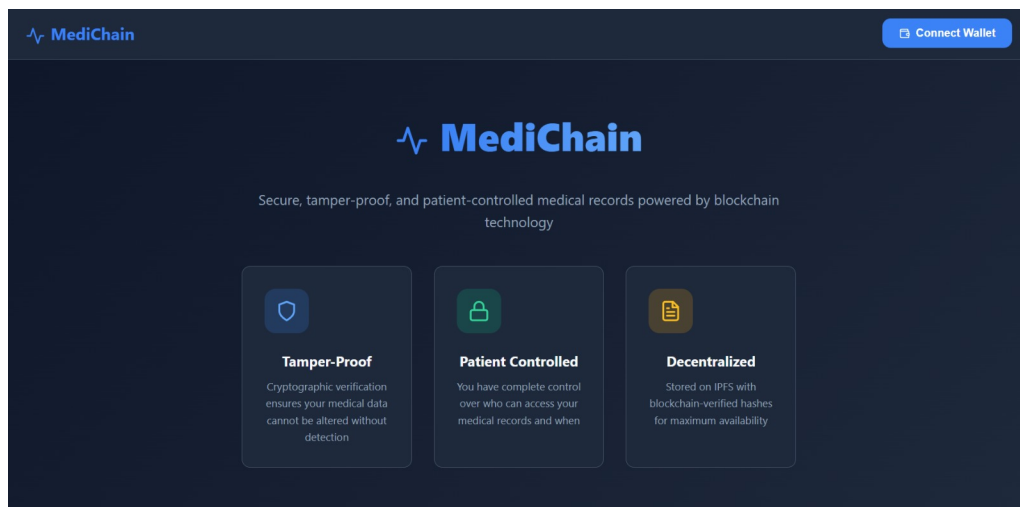 MediChain
Connect Wallet
MediChain
Secure, tamper-proof, and patient-controlled medical records powered by blockchain
technology
Tamper-Proof
Cryptographic verification
ensures your medical data
cannot be altered without
detection
Patient Controlled
You have complete control
over who can access your
medical records and when
Decentralized
Stored on IPFS with
blockchain-verified hashes
for maximum availability